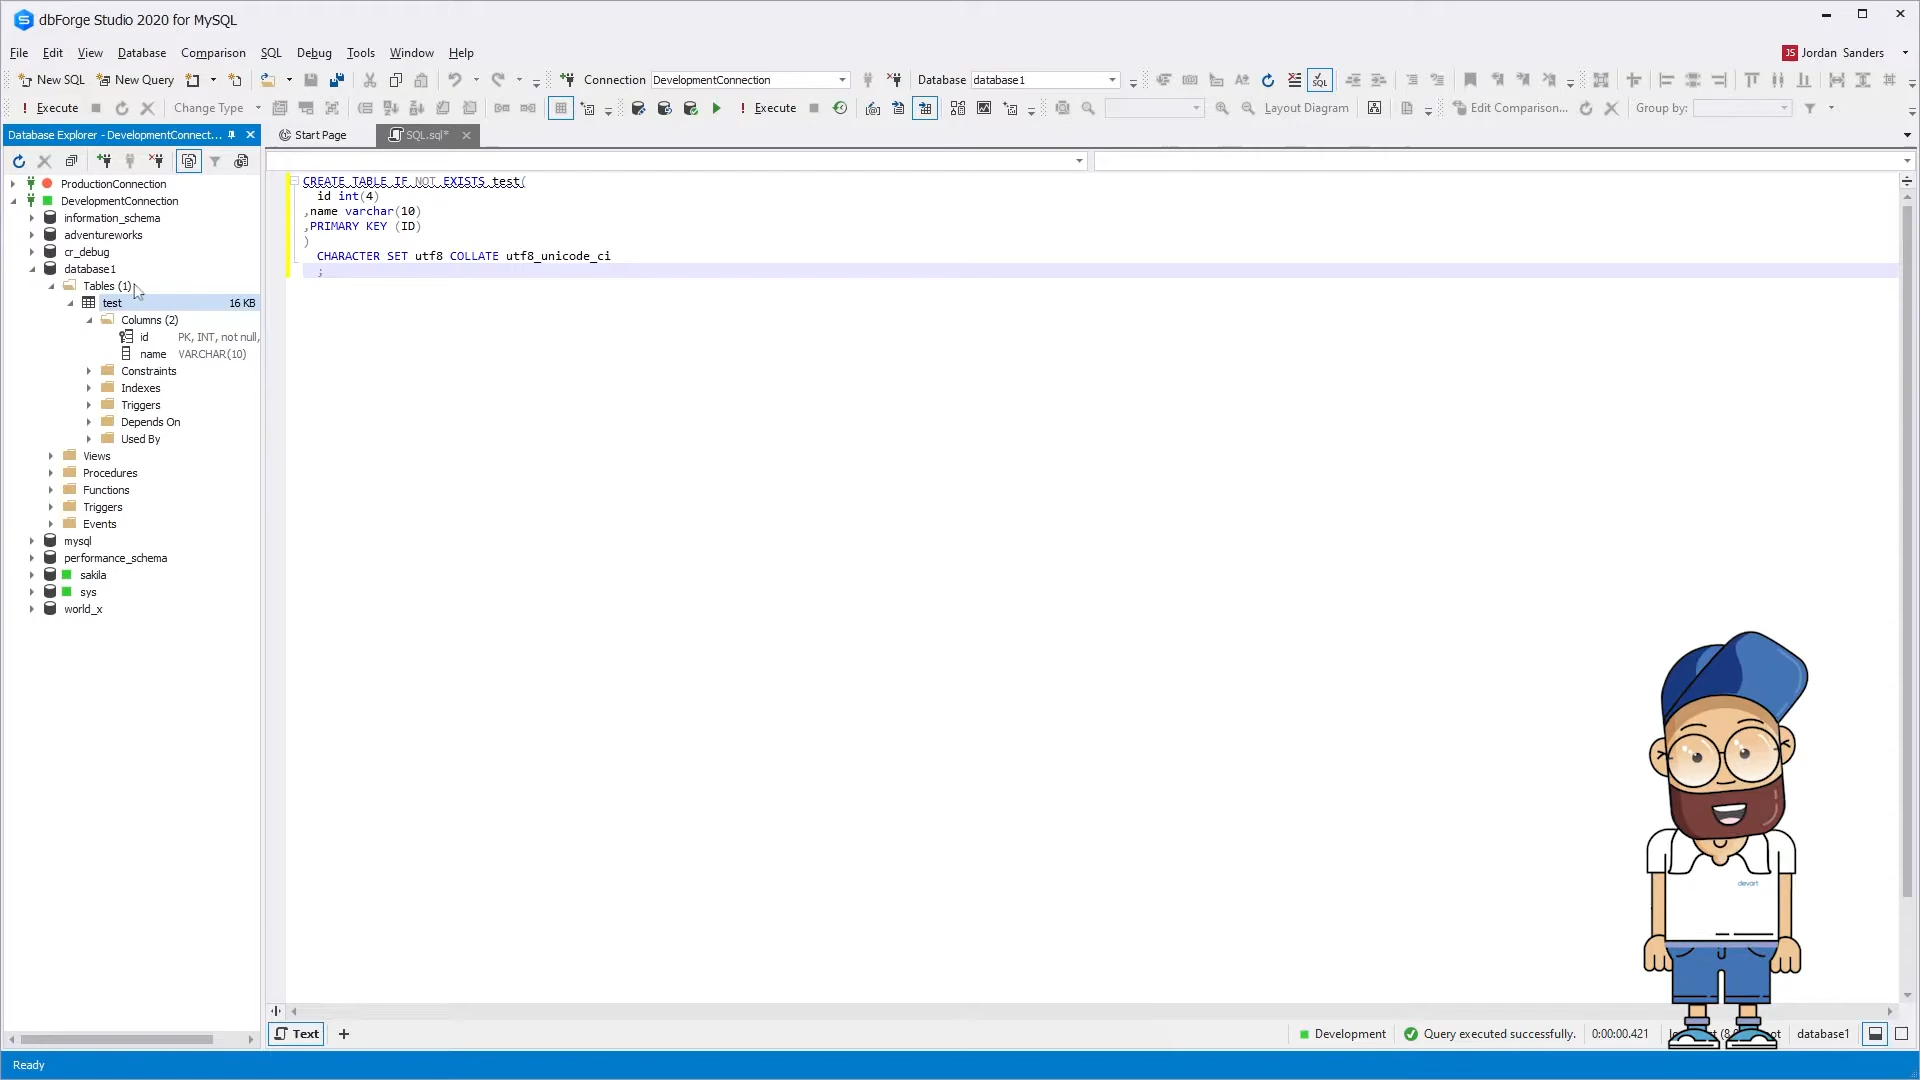 dbForge Studio 2020 for MySQL
File Edit View Database Comparison SQL Debug Tools Window Help
JS Jordan Sanders
New SQL New Query Connection DevelopmentConnection Database database1
Execute Change Type Execute Layout Diagram Edit Comparison... Group by:
Database Explorer - DevelopmentConnect...
Start Page
SQL.sql*
ProductionConnection
DevelopmentConnection
information_schema
adventureworks
cr_debug
database1
Tables (1)
test 16 KB
Columns (2)
id PK, INT, not null,
name VARCHAR(10)
Constraints
Indexes
Triggers
Depends On
Used By
Views
Procedures
Functions
Triggers
Events
mysql
performance_schema
sakila
sys
world_x
CREATE TABLE IF NOT EXISTS test(
id int(4)
,name varchar(10)
,PRIMARY KEY (ID)
)
CHARACTER SET utf8 COLLATE utf8_unicode_ci
;
devart
Text
Development Query executed successfully. 0:00:00.421 database1
Ready